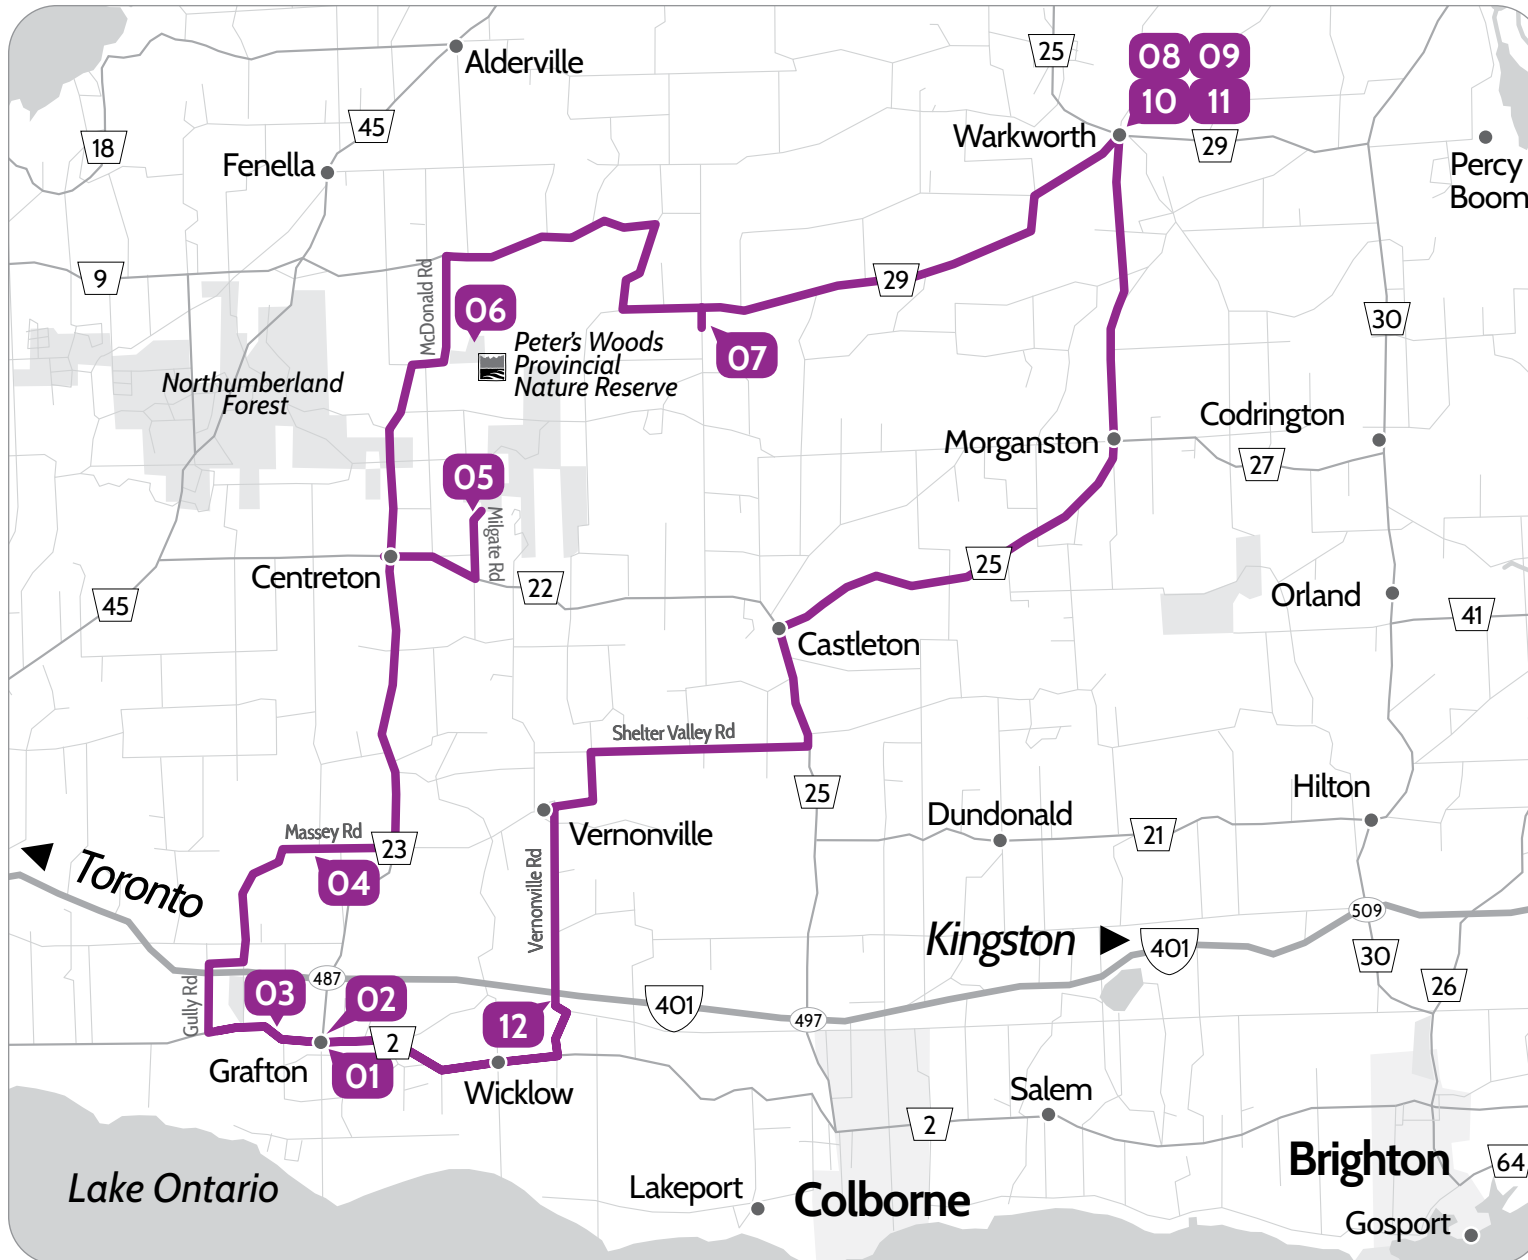 25
08
09
10
11
Alderville
45
18
Fenella
Warkworth
29
Percy
Boom
9
McDonald Rd
06
29
30
Peter's Woods
Provincial
Nature Reserve
07
Northumberland
Forest
Codrington
Morganston
27
05
Milgate Rd
25
Centreton
22
45
Orland
41
Castleton
Shelter Valley Rd
25
Hilton
Dundonald
21
Vernonville
Massey Rd
23
04
Toronto
Vernonville Rd
509
Kingston
401
30
26
487
Gully Rd
03
02
401
497
12
2
Grafton
01
Wicklow
Salem
2
Brighton
64
Lake Ontario
Lakeport
Colborne
Gosport